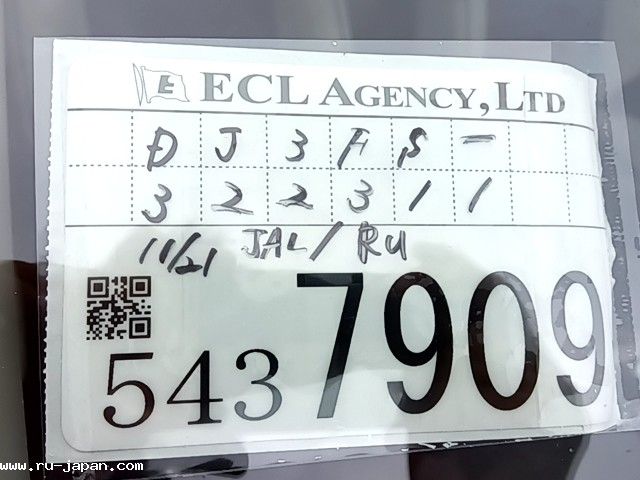 E ECL AGENCY, LTD
D J 3 F S -
3 2 2 3 1 1
11/21 JAL/RU
543 7909
www.ru-japan.com